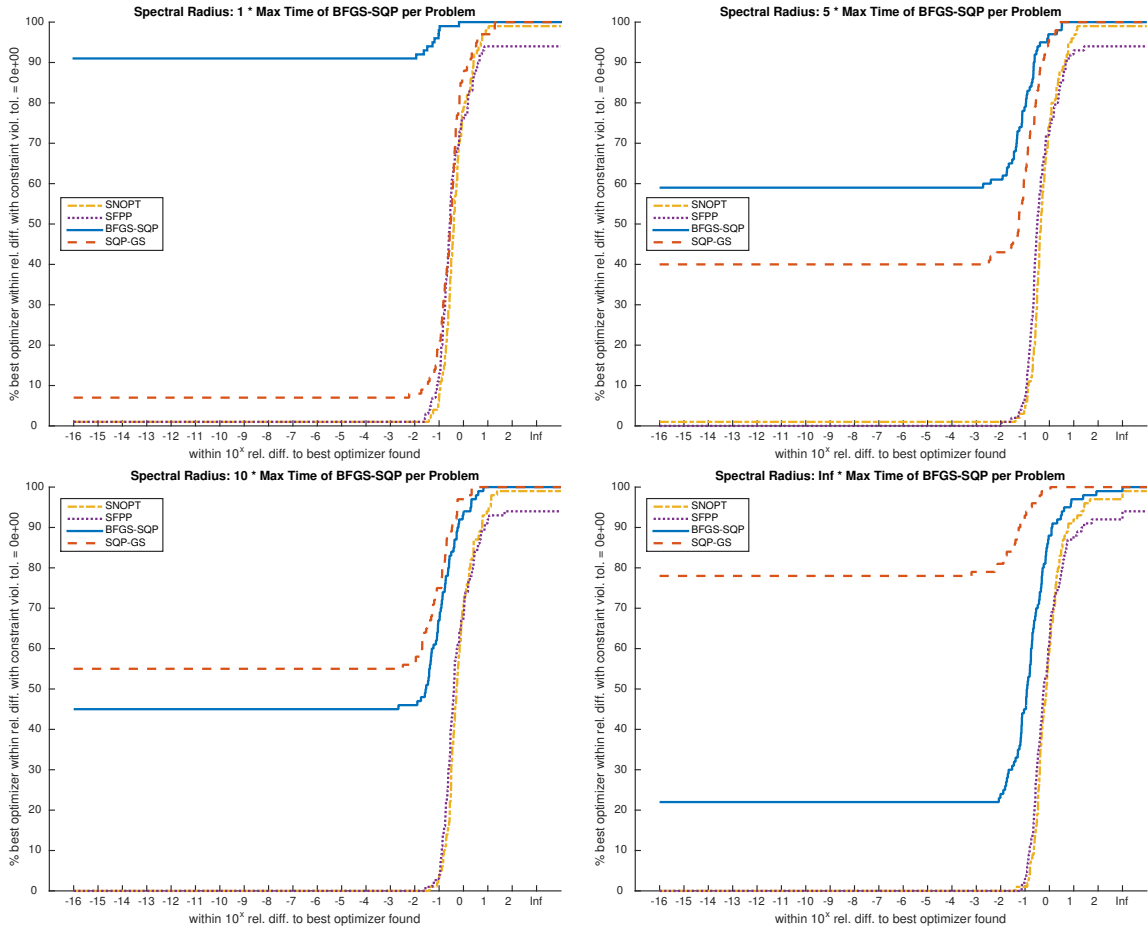 Spectral Radius: 1 * Max Time of BFGS-SQP per Problem
% best optimizer within rel. diff. with constraint viol. tol. = 0e+00
100
90
80
70
60
50
40
30
20
10
0
SNOPT
SFPP
BFGS-SQP
SQP-GS
-16 -15 -14 -13 -12 -11 -10 -9 -8 -7 -6 -5 -4 -3 -2 -1 0 1 2 Inf
within 10^x rel. diff. to best optimizer found
Spectral Radius: 5 * Max Time of BFGS-SQP per Problem
% best optimizer within rel. diff. with constraint viol. tol. = 0e+00
100
90
80
70
60
50
40
30
20
10
0
SNOPT
SFPP
BFGS-SQP
SQP-GS
-16 -15 -14 -13 -12 -11 -10 -9 -8 -7 -6 -5 -4 -3 -2 -1 0 1 2 Inf
within 10^x rel. diff. to best optimizer found
Spectral Radius: 10 * Max Time of BFGS-SQP per Problem
% best optimizer within rel. diff. with constraint viol. tol. = 0e+00
100
90
80
70
60
50
40
30
20
10
0
SNOPT
SFPP
BFGS-SQP
SQP-GS
-16 -15 -14 -13 -12 -11 -10 -9 -8 -7 -6 -5 -4 -3 -2 -1 0 1 2 Inf
within 10^x rel. diff. to best optimizer found
Spectral Radius: Inf * Max Time of BFGS-SQP per Problem
% best optimizer within rel. diff. with constraint viol. tol. = 0e+00
100
90
80
70
60
50
40
30
20
10
0
SNOPT
SFPP
BFGS-SQP
SQP-GS
-16 -15 -14 -13 -12 -11 -10 -9 -8 -7 -6 -5 -4 -3 -2 -1 0 1 2 Inf
within 10^x rel. diff. to best optimizer found